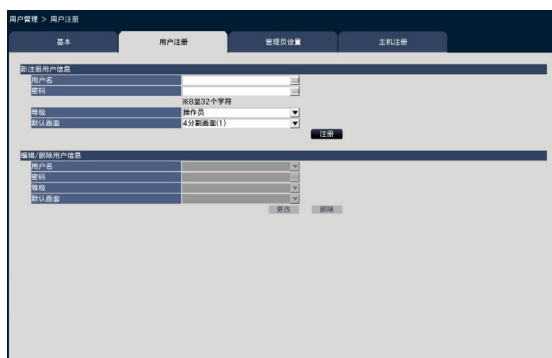 用户管理 > 用户注册
基本 用户注册 管理员设置 主机注册
新注册用户信息
用户名
密码
※8至32个字符
等级 操作员
默认画面 4分割画面(1)
注册
编辑/删除用户信息
用户名
密码
等级
默认画面
更改 删除